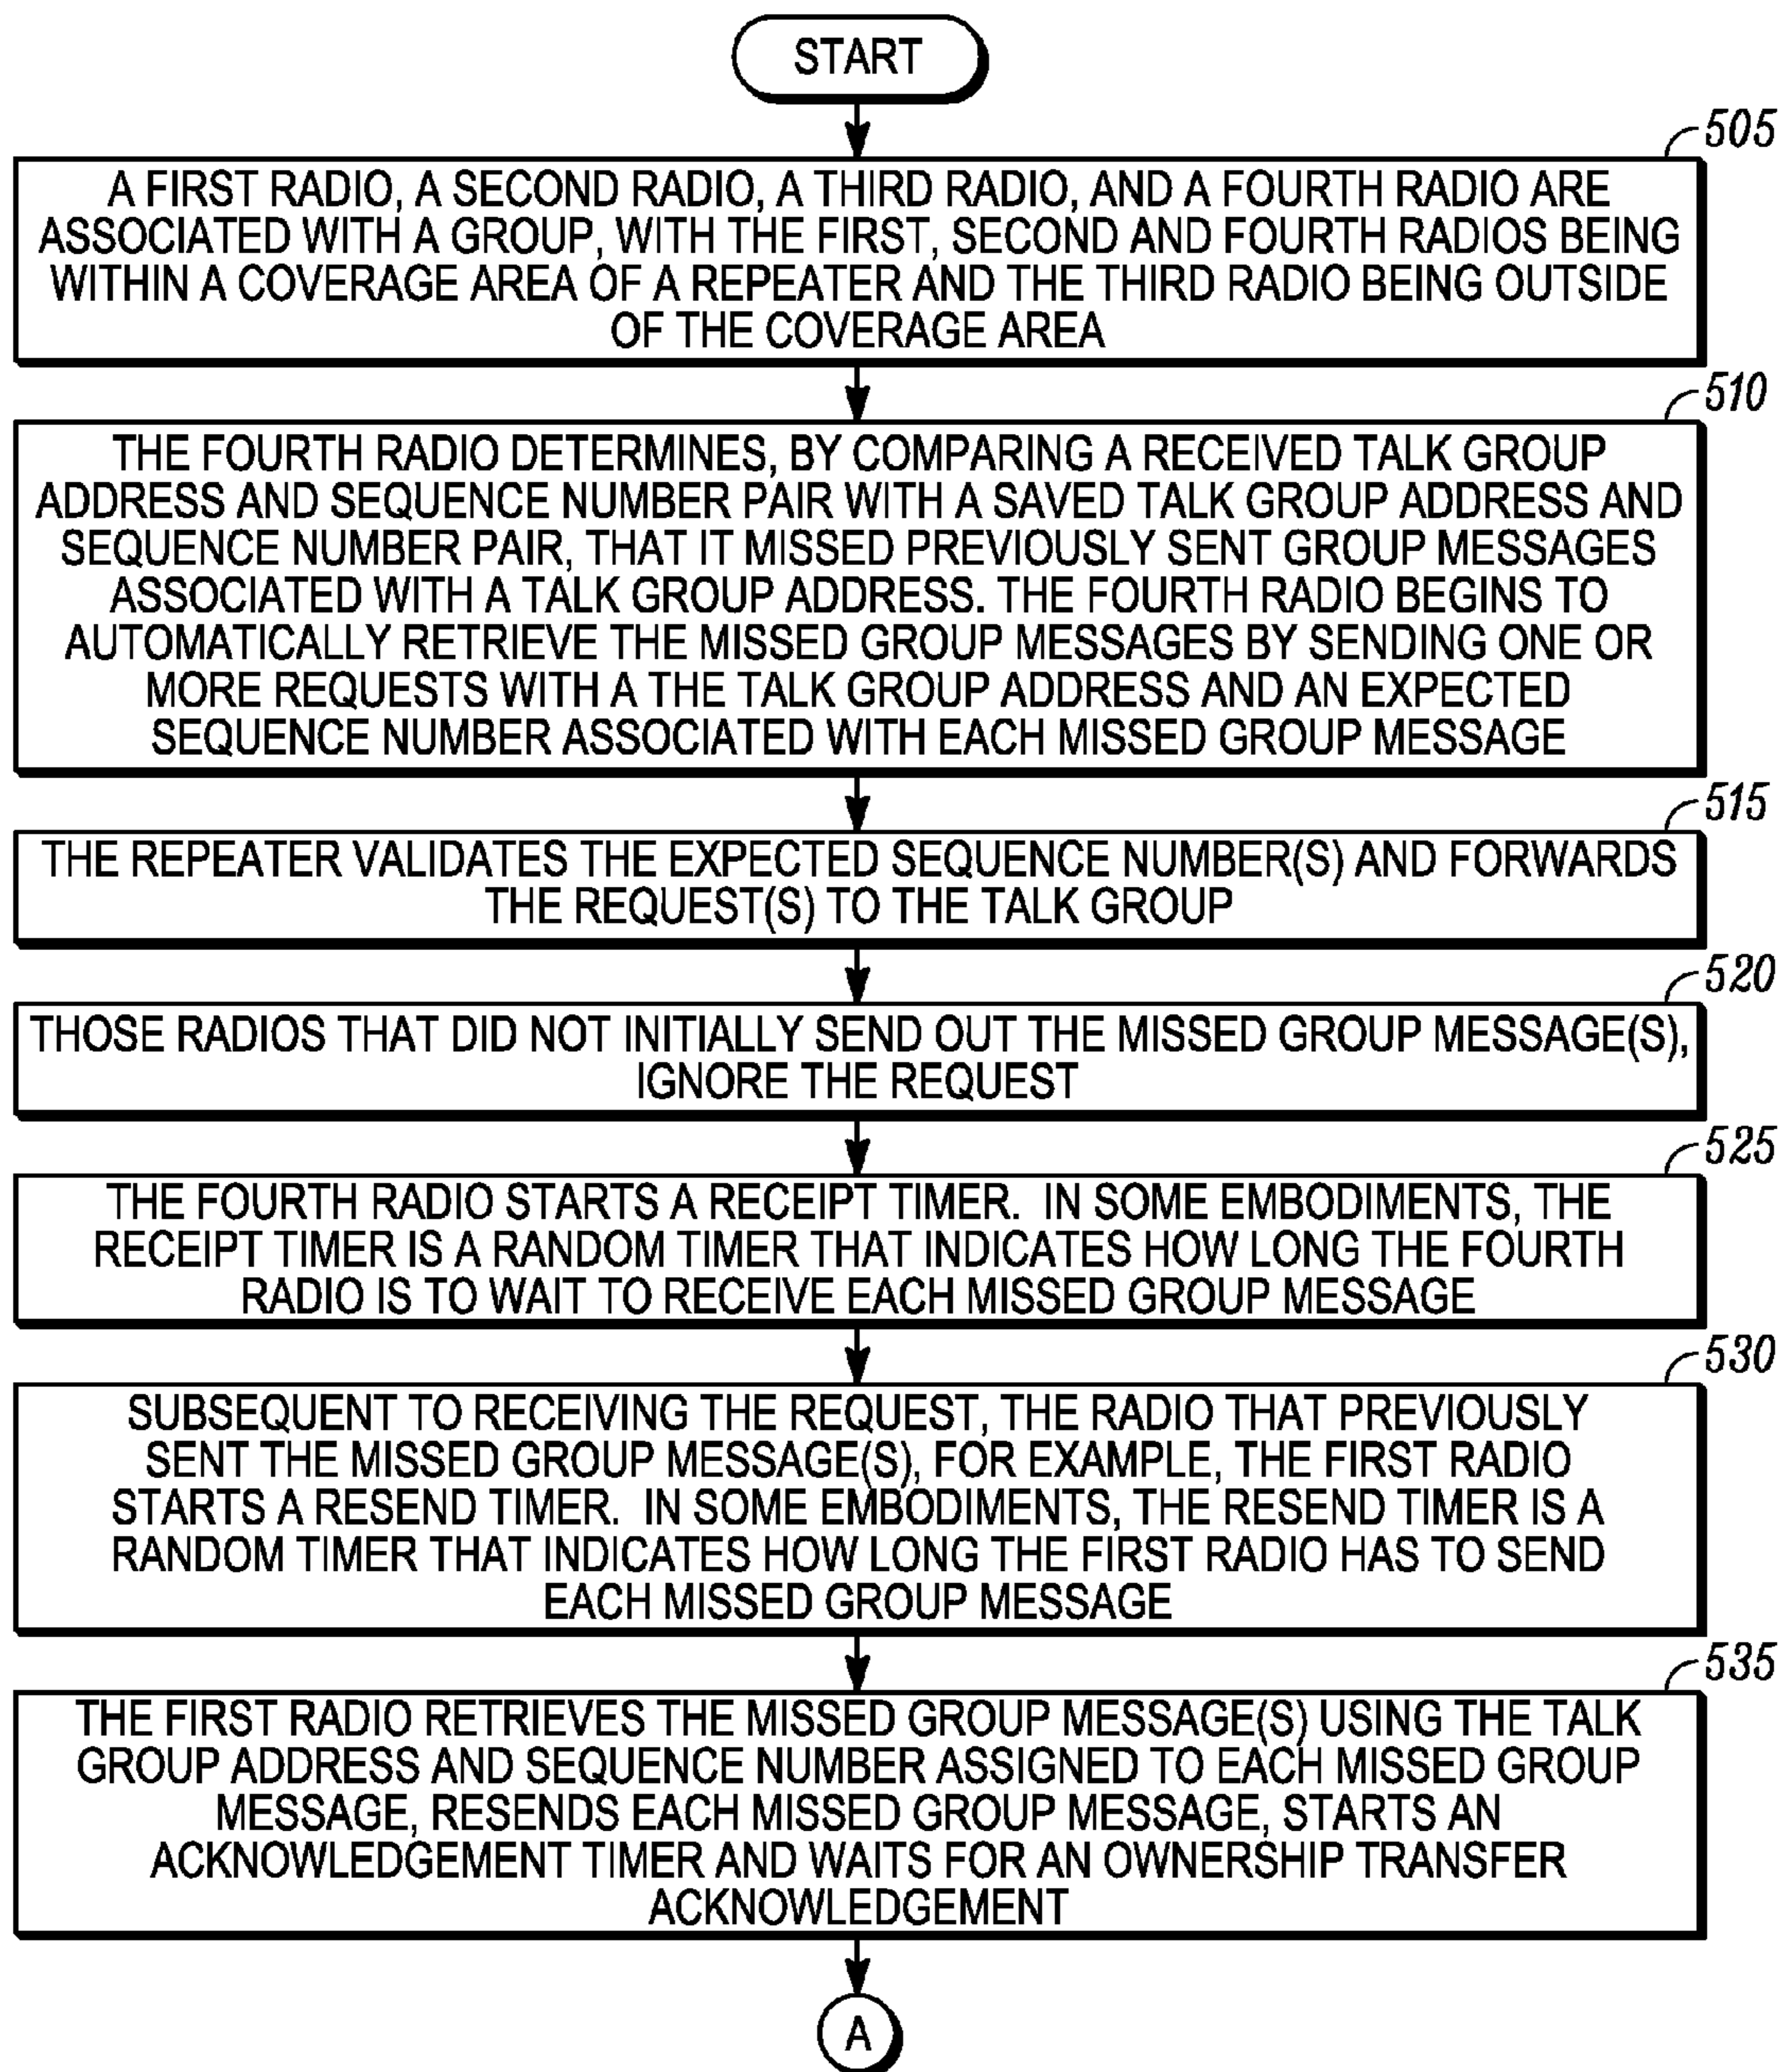 START
505
A FIRST RADIO, A SECOND RADIO, A THIRD RADIO, AND A FOURTH RADIO ARE
ASSOCIATED WITH A GROUP, WITH THE FIRST, SECOND AND FOURTH RADIOS BEING
WITHIN A COVERAGE AREA OF A REPEATER AND THE THIRD RADIO BEING OUTSIDE
OF THE COVERAGE AREA
510
THE FOURTH RADIO DETERMINES, BY COMPARING A RECEIVED TALK GROUP
ADDRESS AND SEQUENCE NUMBER PAIR WITH A SAVED TALK GROUP ADDRESS AND
SEQUENCE NUMBER PAIR, THAT IT MISSED PREVIOUSLY SENT GROUP MESSAGES
ASSOCIATED WITH A TALK GROUP ADDRESS. THE FOURTH RADIO BEGINS TO
AUTOMATICALLY RETRIEVE THE MISSED GROUP MESSAGES BY SENDING ONE OR
MORE REQUESTS WITH A THE TALK GROUP ADDRESS AND AN EXPECTED
SEQUENCE NUMBER ASSOCIATED WITH EACH MISSED GROUP MESSAGE
515
THE REPEATER VALIDATES THE EXPECTED SEQUENCE NUMBER(S) AND FORWARDS
THE REQUEST(S) TO THE TALK GROUP
520
THOSE RADIOS THAT DID NOT INITIALLY SEND OUT THE MISSED GROUP MESSAGE(S),
IGNORE THE REQUEST
525
THE FOURTH RADIO STARTS A RECEIPT TIMER. IN SOME EMBODIMENTS, THE
RECEIPT TIMER IS A RANDOM TIMER THAT INDICATES HOW LONG THE FOURTH
RADIO IS TO WAIT TO RECEIVE EACH MISSED GROUP MESSAGE
530
SUBSEQUENT TO RECEIVING THE REQUEST, THE RADIO THAT PREVIOUSLY
SENT THE MISSED GROUP MESSAGE(S), FOR EXAMPLE, THE FIRST RADIO
STARTS A RESEND TIMER. IN SOME EMBODIMENTS, THE RESEND TIMER IS A
RANDOM TIMER THAT INDICATES HOW LONG THE FIRST RADIO HAS TO SEND
EACH MISSED GROUP MESSAGE
535
THE FIRST RADIO RETRIEVES THE MISSED GROUP MESSAGE(S) USING THE TALK
GROUP ADDRESS AND SEQUENCE NUMBER ASSIGNED TO EACH MISSED GROUP
MESSAGE, RESENDS EACH MISSED GROUP MESSAGE, STARTS AN
ACKNOWLEDGEMENT TIMER AND WAITS FOR AN OWNERSHIP TRANSFER
ACKNOWLEDGEMENT
A